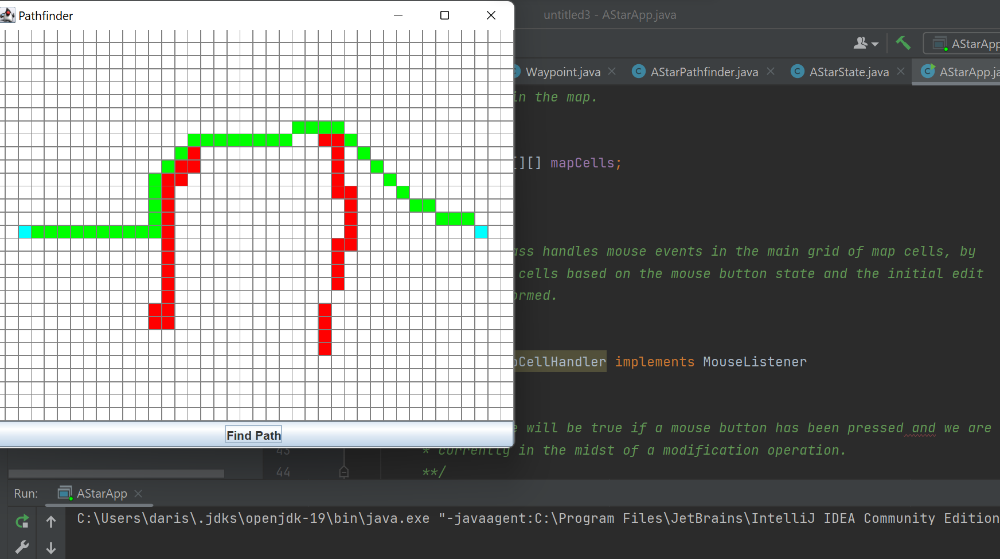 Pathfinder
untitled3 - AStarApp.java
AStarApp
Waypoint.java
AStarPathfinder.java
AStarState.java
in the map.
[][] mapCells;
handles mouse events in the main grid of map cells, by
cells based on the mouse button state and the initial edit
CellHandler implements MouseListener
will be true if a mouse button has been pressed and we are
Find Path
43
* currently in the midst of a modification operation.
44
**/
Run:
AStarApp
C:\Users\daris\.jdks\openjdk-19\bin\java.exe "-javaagent:C:\Program Files\JetBrains\IntelliJ IDEA Community Edition